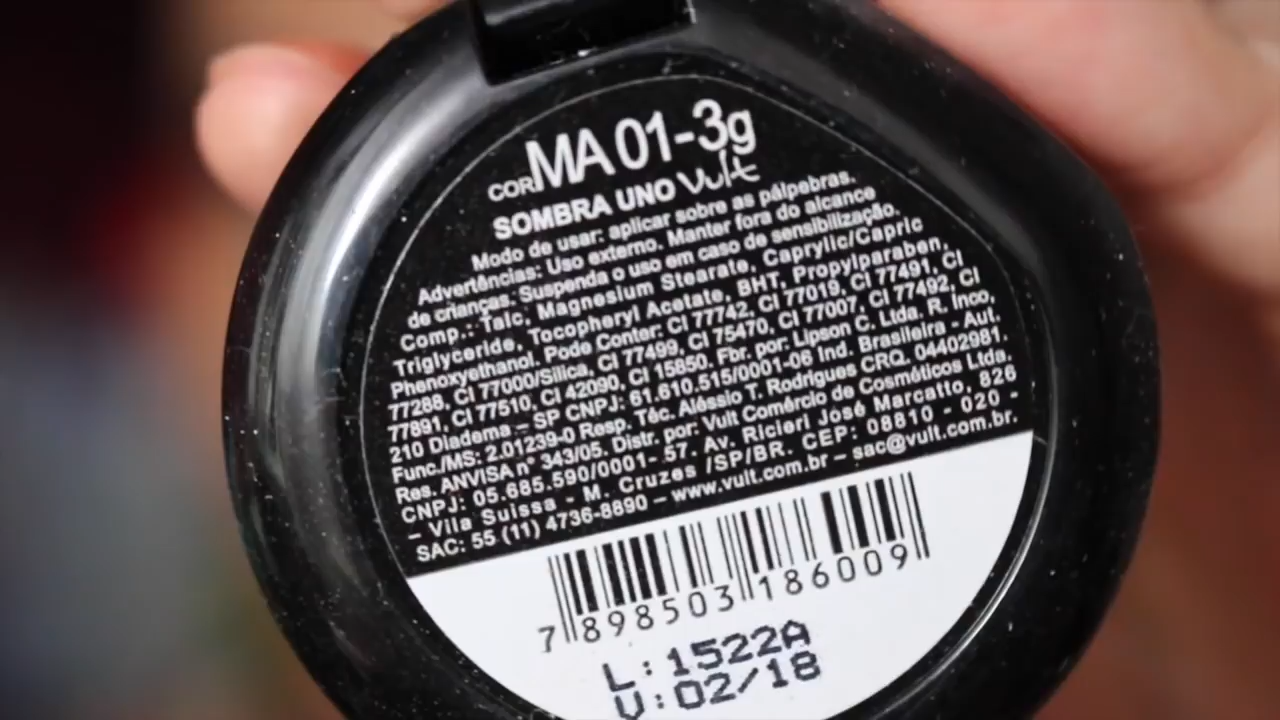 COR MA 01-3g
SOMBRA UNO Vult
Modo de usar: aplicar sobre as pálpebras.
Advertências: Uso externo. Manter fora do alcance
de crianças. Suspenda o uso em caso de sensibilização.
Comp.: Talc, Magnesium Stearate, Caprylic/Capric
Triglyceride, Tocopheryl Acetate, BHT, Propylparaben,
Phenoxyethanol. Pode Conter: CI 77742, CI 77019, CI 77491, CI
77288, CI 77000/Silica, CI 77499, CI 75470, CI 77007, CI 77492, CI
77891, CI 77510, CI 42090, CI 15850. Fbr. por: Lipson C. Ltda. R. Inco,
210 Diadema – SP CNPJ: 61.610.515/0001-06 Ind. Brasileira - Aut.
Func./MS: 2.01239-0 Resp. Téc. Aléssio T. Rodrigues CRQ. 04402981.
Res. ANVISA nº 343/05. Distr. por: Vult Comércio de Cosméticos Ltda.
CNPJ: 05.685.590/0001- 57. Av. Ricieri José Marcatto, 826
– Vila Suissa - M. Cruzes /SP/BR. CEP: 08810 - 020 -
SAC: 55 (11) 4736-8890 – www.vult.com.br – sac@vult.com.br.
7 898503 186009
L:1522A
V:02/18